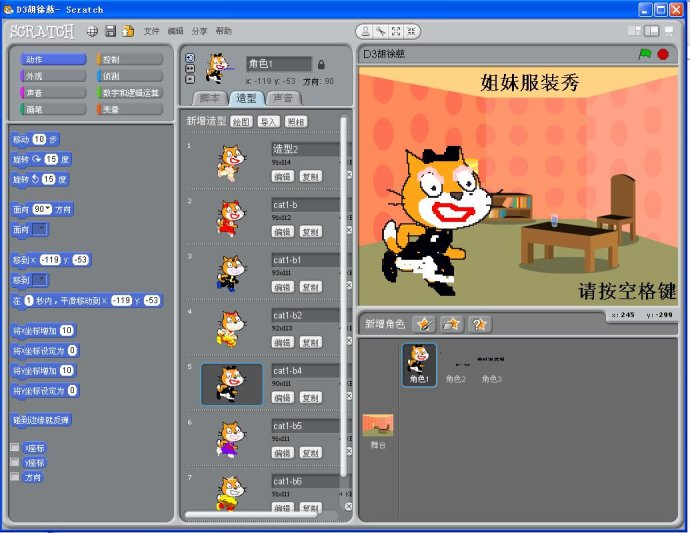 D3胡徐慈- Scratch
SCRATCH
文件 编辑 分享 帮助
动作 控制
外观 侦测
声音 数字和逻辑运算
画笔 变量
移动 10 步
旋转 15 度
旋转 15 度
面向 90 方向
面向
移到 x: -119 y: -53
移到
在 1 秒内,平滑移动到 x: -119 y: -53
将x坐标增加 10
将x坐标设定为 0
将y坐标增加 10
将y坐标设定为 0
碰到边缘就反弹
X座标
Y座标
方向
角色1
x: -119 y: -53 方向: 90
脚本 造型 声音
新增造型 绘图 导入 照相
1
造型2
91x114 4 KB
编辑 复制
2
cat1-b
91x112
编辑 复制
3
cat1-b1
93x111
编辑 复制
4
cat1-b2
92x113
编辑 复制
5
cat1-b4
90x111
编辑 复制
6
cat1-b5
91x111
编辑 复制
7
cat1-b6
91x111 4 KB
编辑 复制
D3胡徐慈
姐妹服装秀
请按空格键
x: 245 y: -299
新增角色
角色1 角色2 角色3
舞台